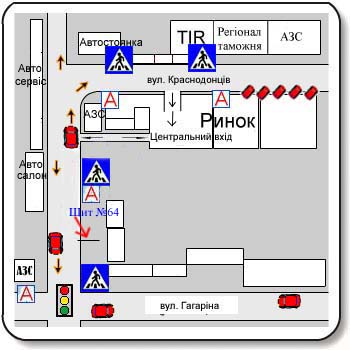 Автостоянка
TIR
Регіонал
таможня
АЗС
Авто
сервіс
вул. Краснодонців
А
А
АЗС
Ринок
Центральний вхід
Авто
салон
А
Щит №64
АЗС
А
вул. Гагаріна